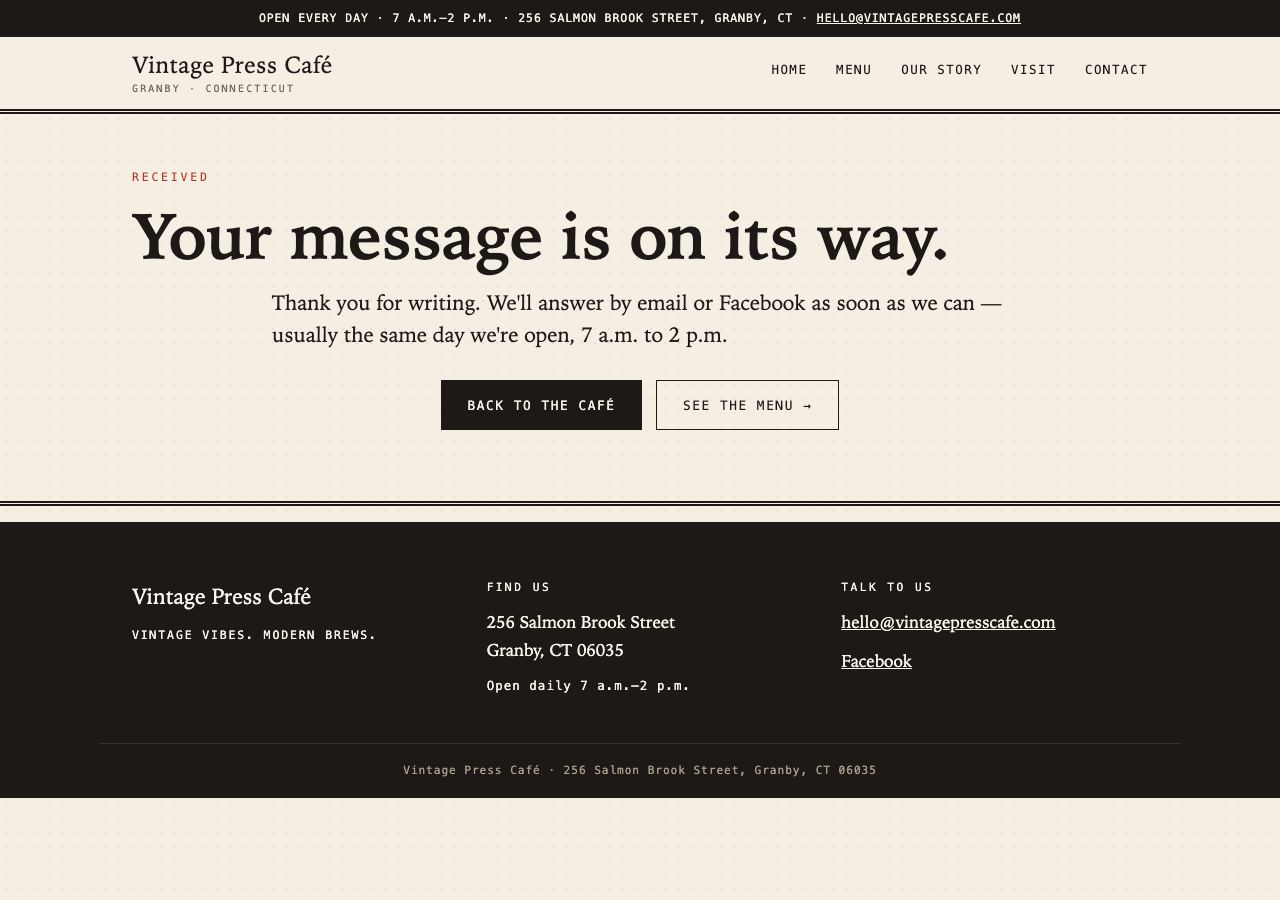 OPEN EVERY DAY · 7 A.M.–2 P.M. · 256 SALMON BROOK STREET, GRANBY, CT · HELLO@VINTAGEPRESSCAFE.COM
Vintage Press Café
GRANBY · CONNECTICUT
HOME MENU OUR STORY VISIT CONTACT
RECEIVED
Your message is on its way.
Thank you for writing. We'll answer by email or Facebook as soon as we can —
usually the same day we're open, 7 a.m. to 2 p.m.
BACK TO THE CAFÉ
SEE THE MENU →
Vintage Press Café
VINTAGE VIBES. MODERN BREWS.
FIND US
256 Salmon Brook Street
Granby, CT 06035
Open daily 7 a.m.–2 p.m.
TALK TO US
hello@vintagepresscafe.com
Facebook
Vintage Press Café · 256 Salmon Brook Street, Granby, CT 06035